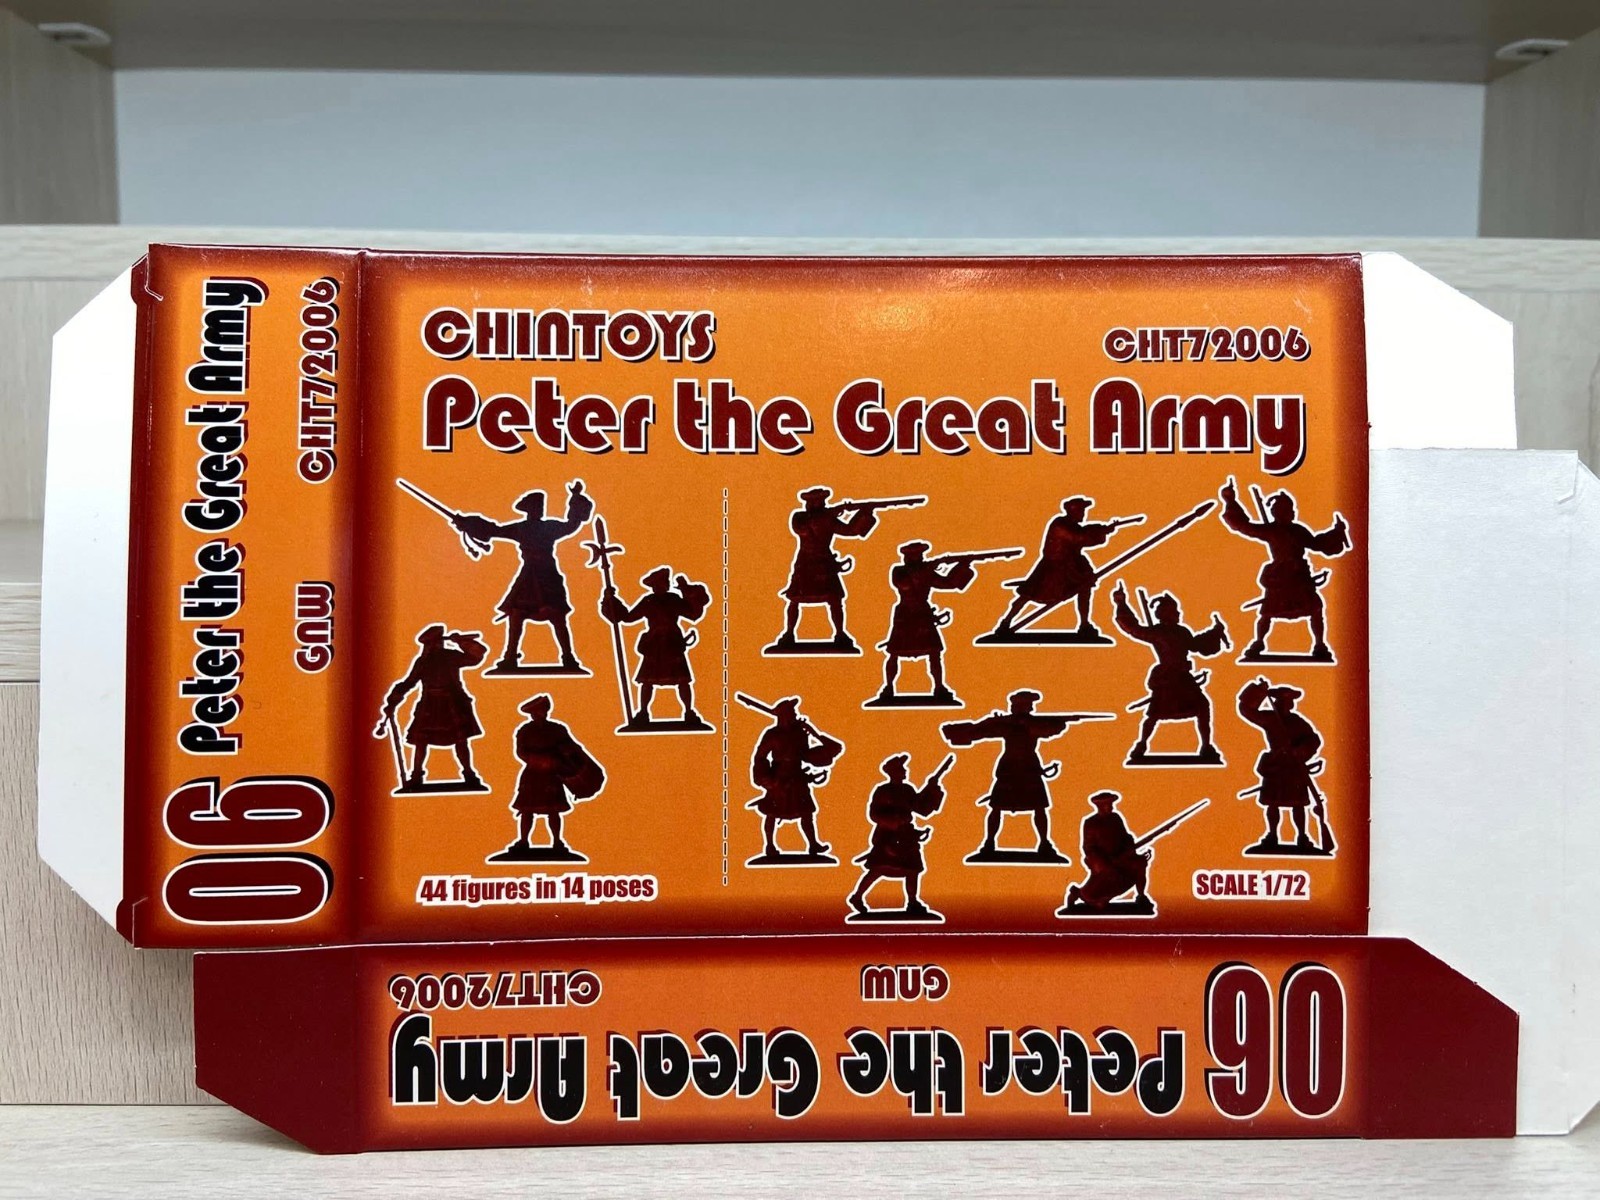 CHINTOYS
CHT72006
Peter the Great Army
44 figures in 14 poses
SCALE 1/72
06 Peter the Great Army
GNW CHT72006
06 Peter the Great Army
GNW CHT72006